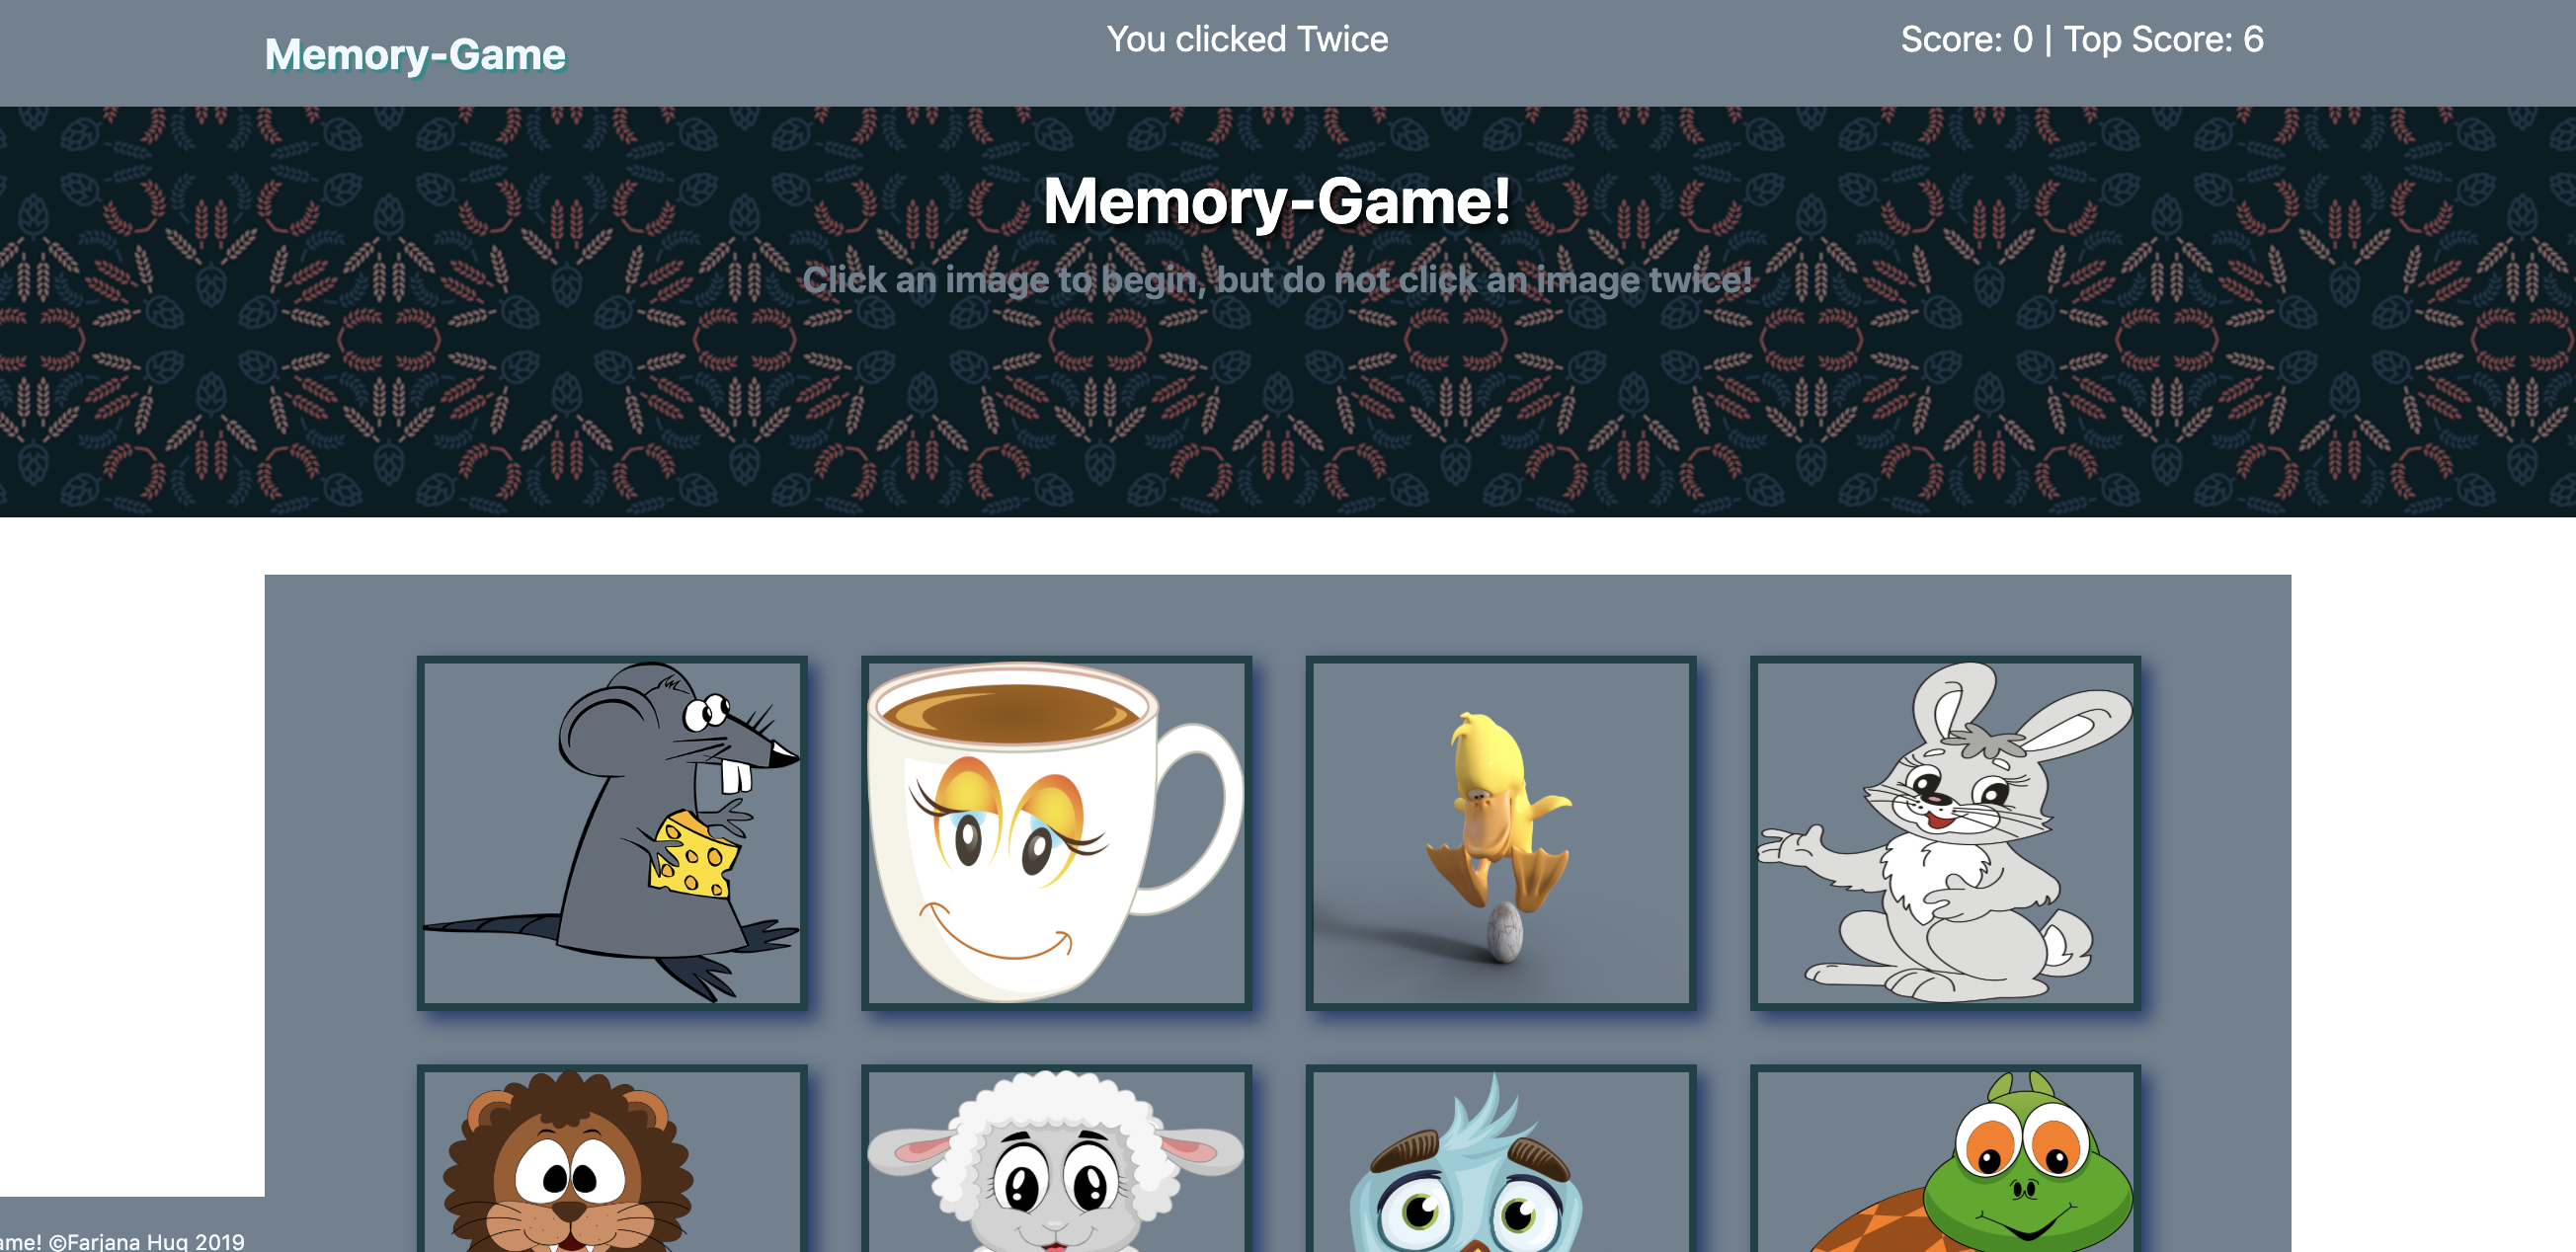 Memory-Game
You clicked Twice
Score: 0 | Top Score: 6
Memory-Game!
Click an image to begin, but do not click an image twice!
ame! ©Farjana Huq 2019